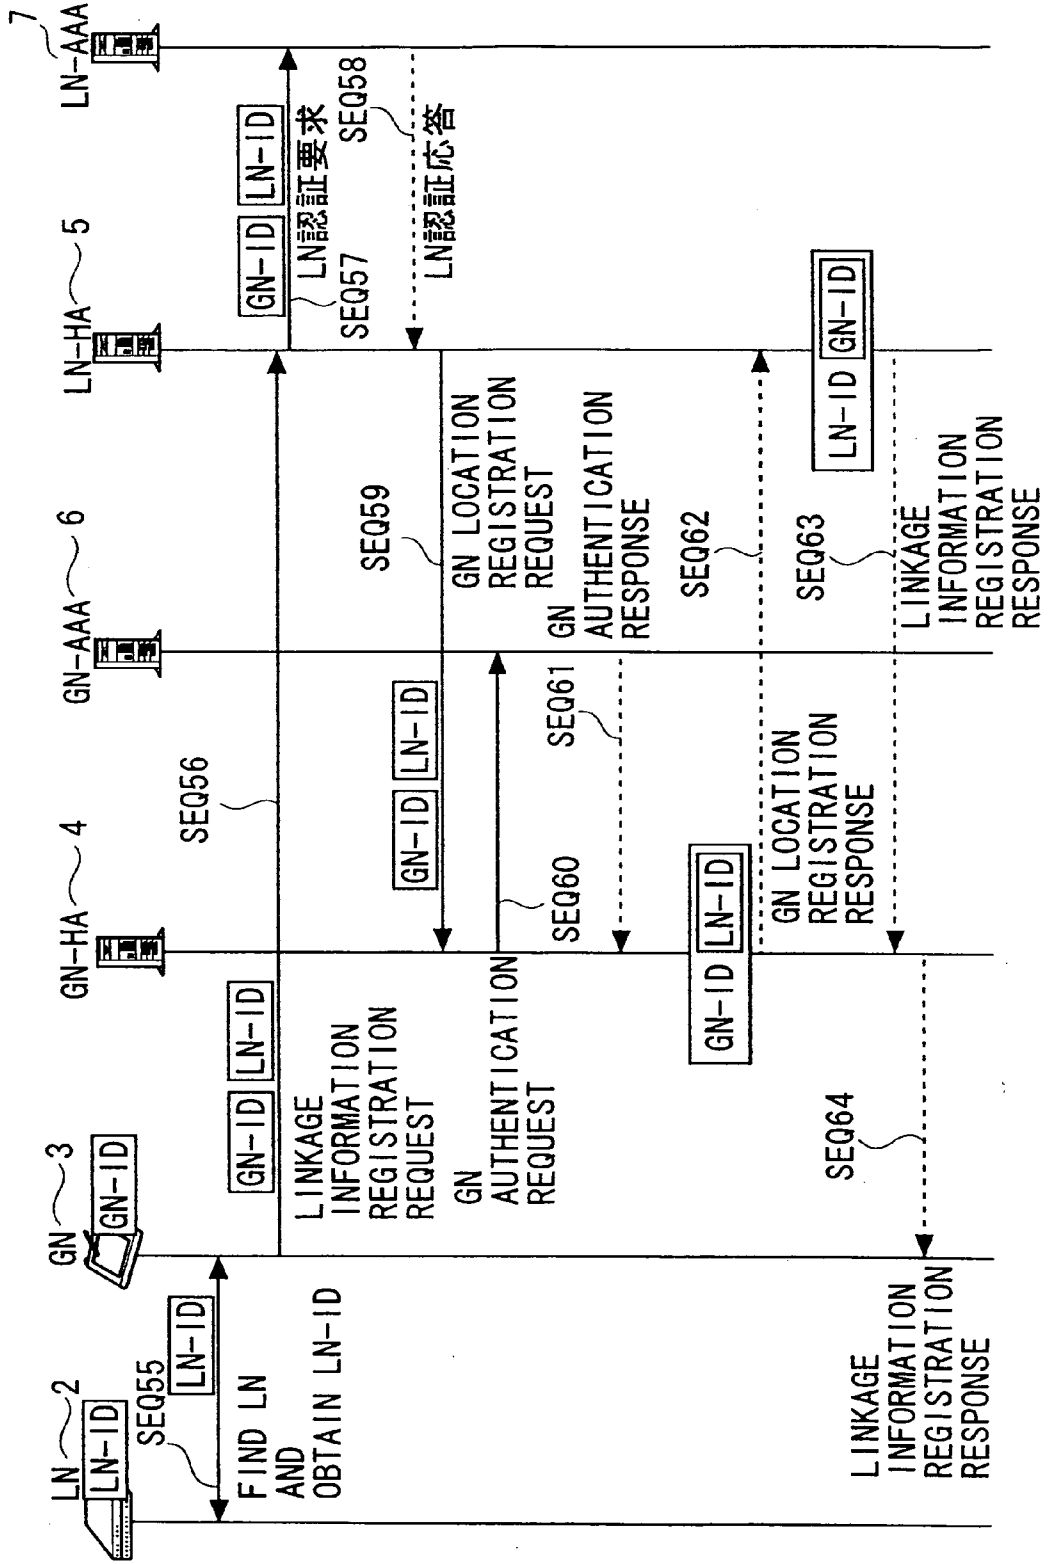 LN 2
LN-ID
GN 3
GN-ID
GN-HA 4
GN-AAA 6
LN-HA 5
LN-AAA 7
SEQ55
LN-ID
FIND LN
AND
OBTAIN LN-ID
SEQ56
GN-ID LN-ID
LINKAGE
INFORMATION
REGISTRATION
REQUEST
GN-ID LN-ID
LN認証要求
SEQ57
SEQ58
LN認証応答
SEQ59
GN LOCATION
REGISTRATION
REQUEST
GN-ID LN-ID
GN
AUTHENTICATION
REQUEST
SEQ60
SEQ61
GN
AUTHENTICATION
RESPONSE
GN-ID LN-ID
SEQ62
GN LOCATION
REGISTRATION
RESPONSE
LN-ID GN-ID
SEQ63
LINKAGE
INFORMATION
REGISTRATION
RESPONSE
SEQ64
LINKAGE
INFORMATION
REGISTRATION
RESPONSE